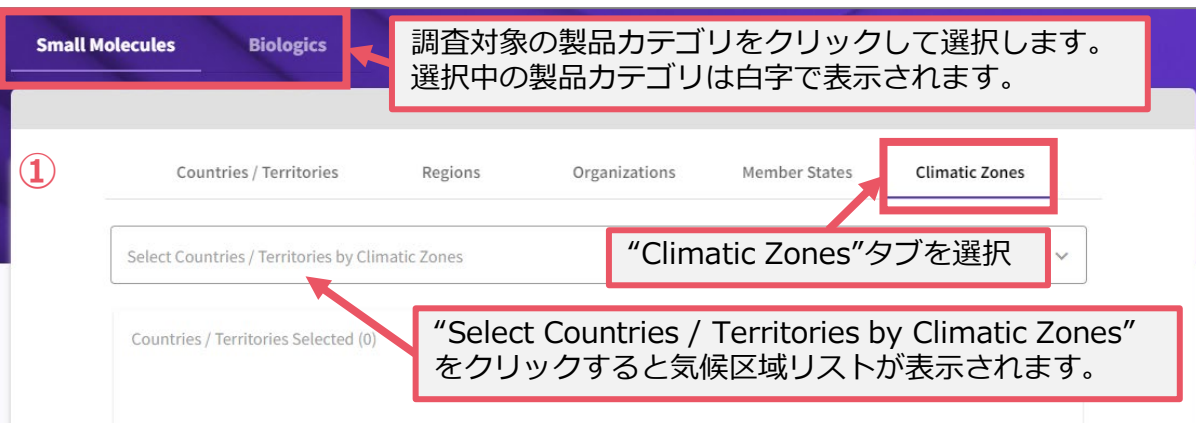 Small Molecules
Biologics
調査対象の製品カテゴリをクリックして選択します。
選択中の製品カテゴリは白字で表示されます。
①
Countries / Territories
Regions
Organizations
Member States
Climatic Zones
Select Countries / Territories by Climatic Zones
“Climatic Zones”タブを選択
Countries / Territories Selected (0)
“Select Countries / Territories by Climatic Zones”
をクリックすると気候区域リストが表示されます。